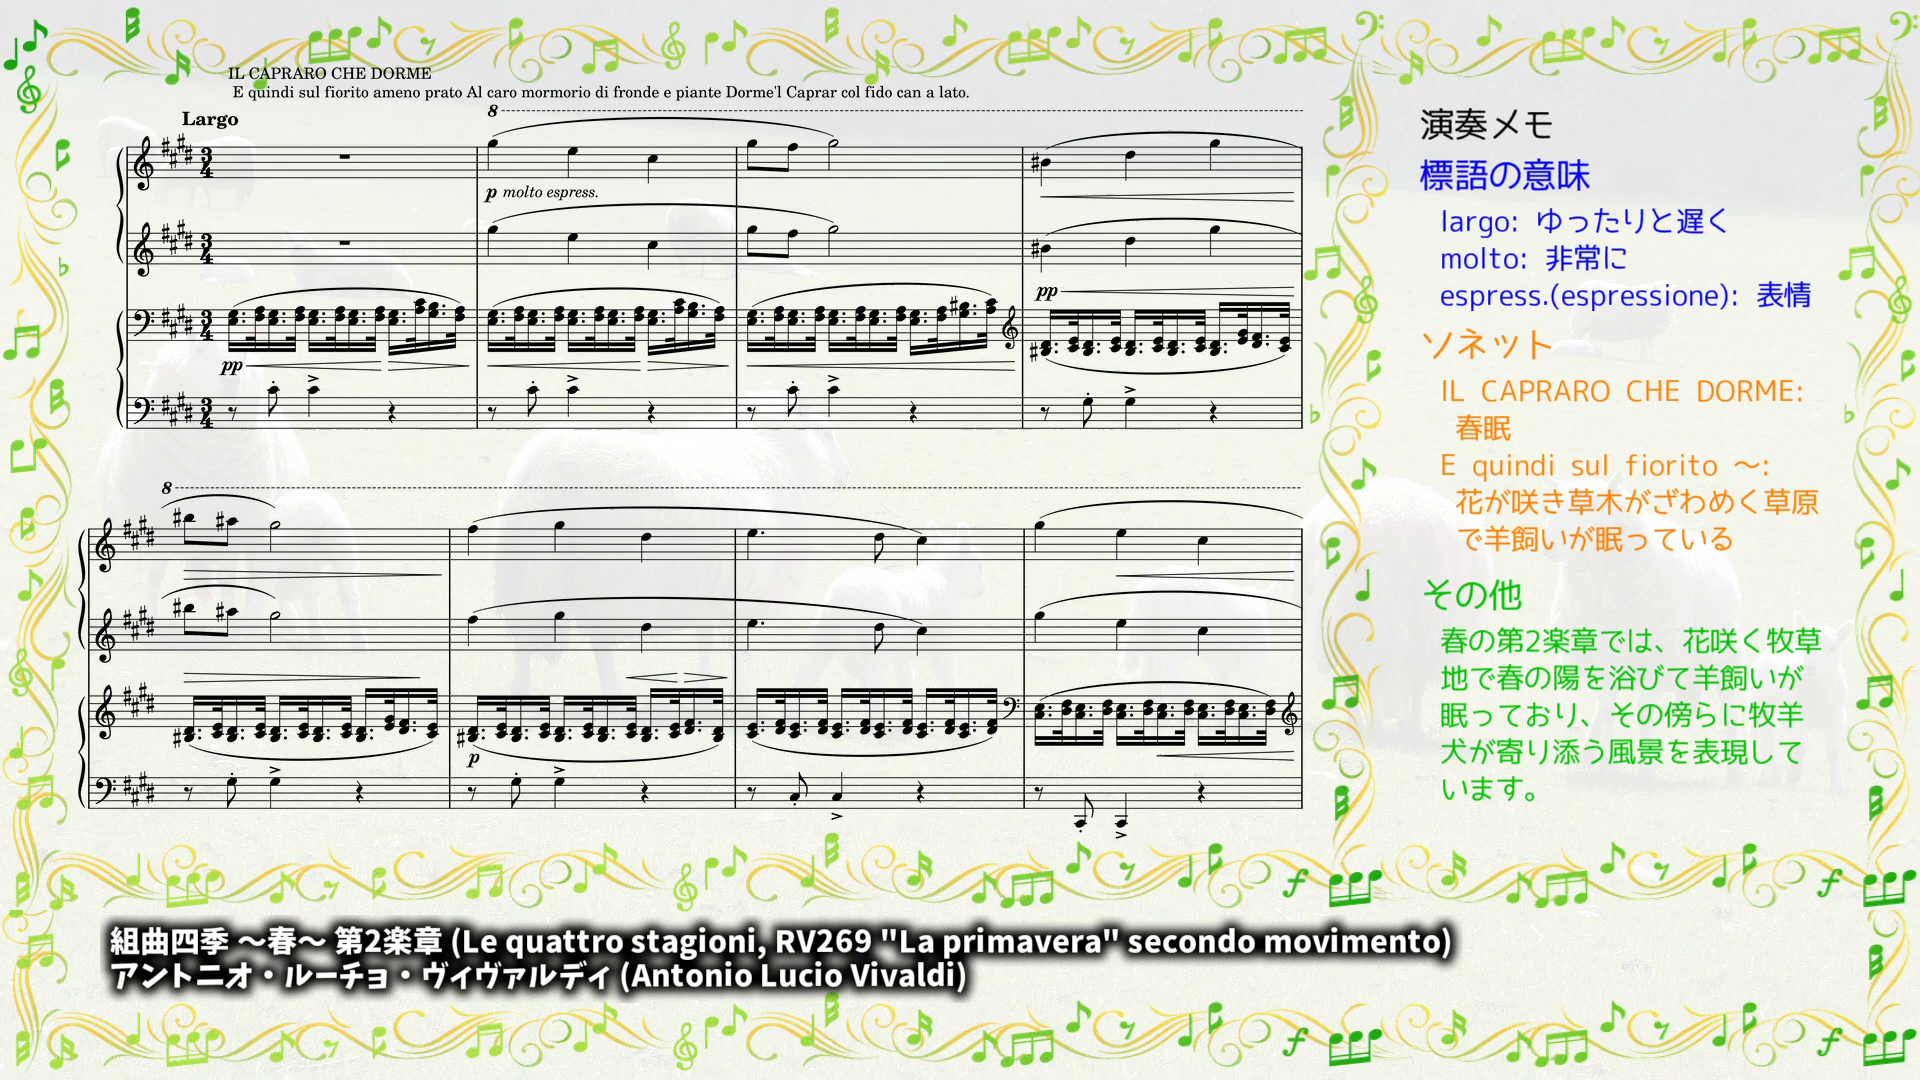 IL CAPRARO CHE DORME
E quindi sul fiorito ameno prato Al caro mormorio di fronde e piante Dorme'l Caprar col fido can a lato.
Largo
8
p molto espress.
pp
pp
8
p
演奏メモ
標語の意味
largo: ゆったりと遅く
molto: 非常に
espress.(espressione): 表情
ソネット
IL CAPRARO CHE DORME:
春眠
E quindi sul fiorito ～:
花が咲き草木がざわめく草原
で羊飼いが眠っている
その他
春の第2楽章では、花咲く牧草
地で春の陽を浴びて羊飼いが
眠っており、その傍らに牧羊
犬が寄り添う風景を表現して
います。
組曲四季 ～春～ 第2楽章 (Le quattro stagioni, RV269 "La primavera" secondo movimento)
アントニオ・ルーチョ・ヴィヴァルディ (Antonio Lucio Vivaldi)